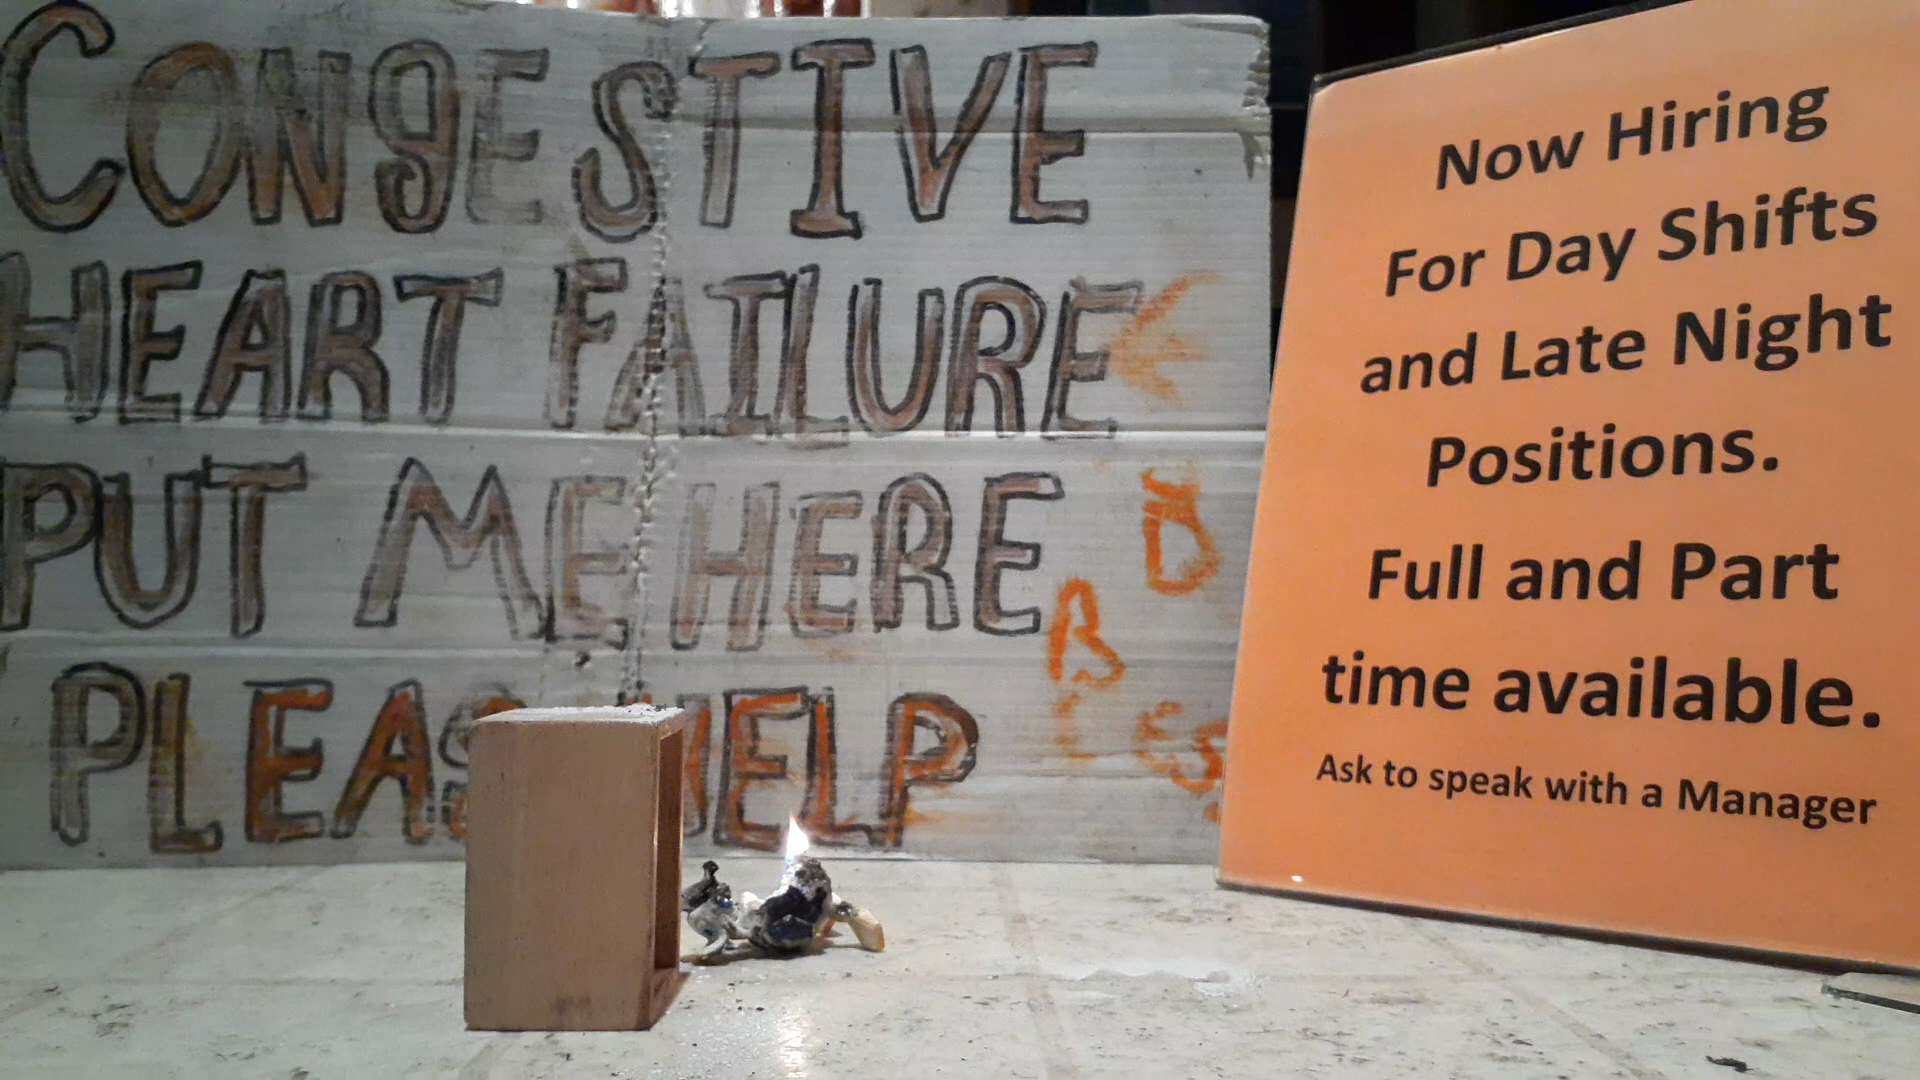 CONgESTIVE
HEART FAILURE
PUT ME HERE
PLEAS HELP
Now Hiring
For Day Shifts
and Late Night
Positions.
Full and Part
time available.
Ask to speak with a Manager